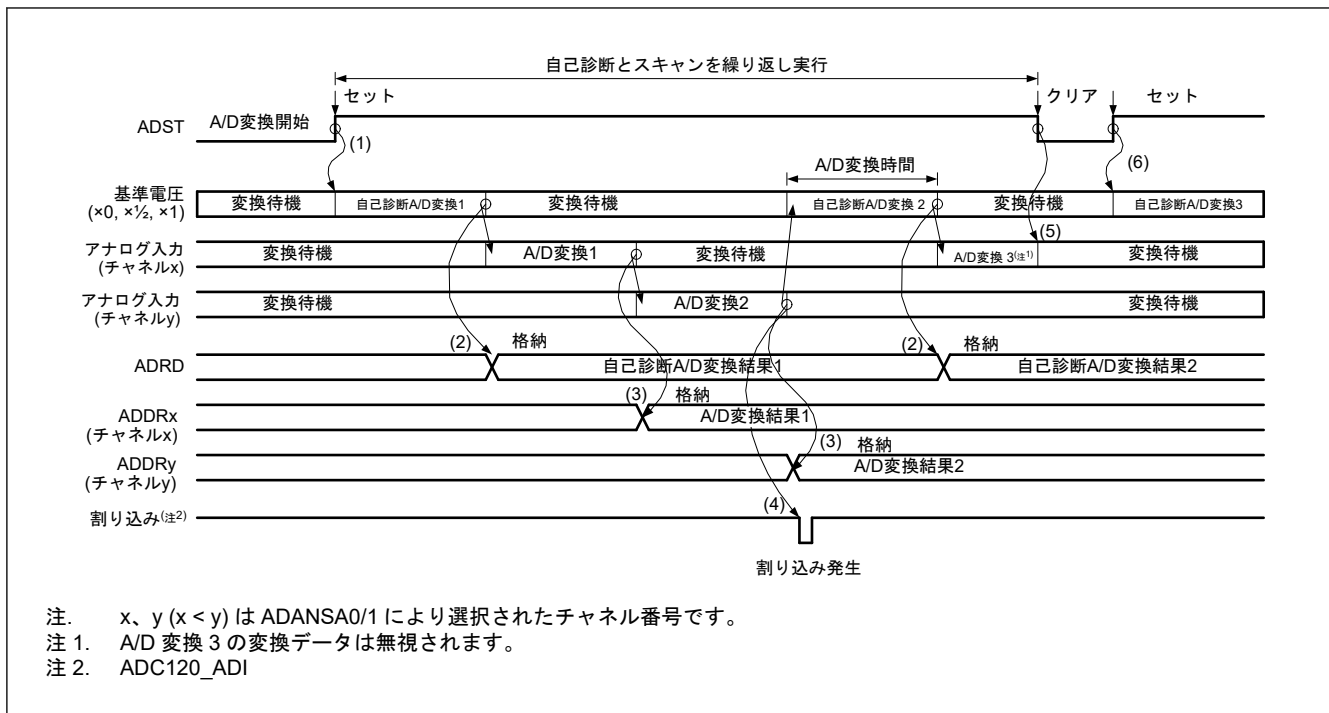 自己診断とスキャンを繰り返し実行
セット クリア セット
ADST A/D変換開始
(1) (6)
A/D変換時間
基準電圧
(×0, ×½, ×1)
変換待機 自己診断A/D変換1 変換待機 自己診断A/D変換 2 変換待機 自己診断A/D変換3
(5)
アナログ入力
(チャネルx)
変換待機 A/D変換1 変換待機 A/D変換 3(注1) 変換待機
アナログ入力
(チャネルy)
変換待機 A/D変換2 変換待機
(2) 格納 (2) 格納
ADRD 自己診断A/D変換結果1 自己診断A/D変換結果2
(3) 格納
ADDRx
(チャネルx)
A/D変換結果1
(3) 格納
ADDRy
(チャネルy)
A/D変換結果2
(4)
割り込み(注2)
割り込み発生
注. x、y (x < y) は ADANSA0/1 により選択されたチャネル番号です。
注 1. A/D 変換 3 の変換データは無視されます。
注 2. ADC120_ADI